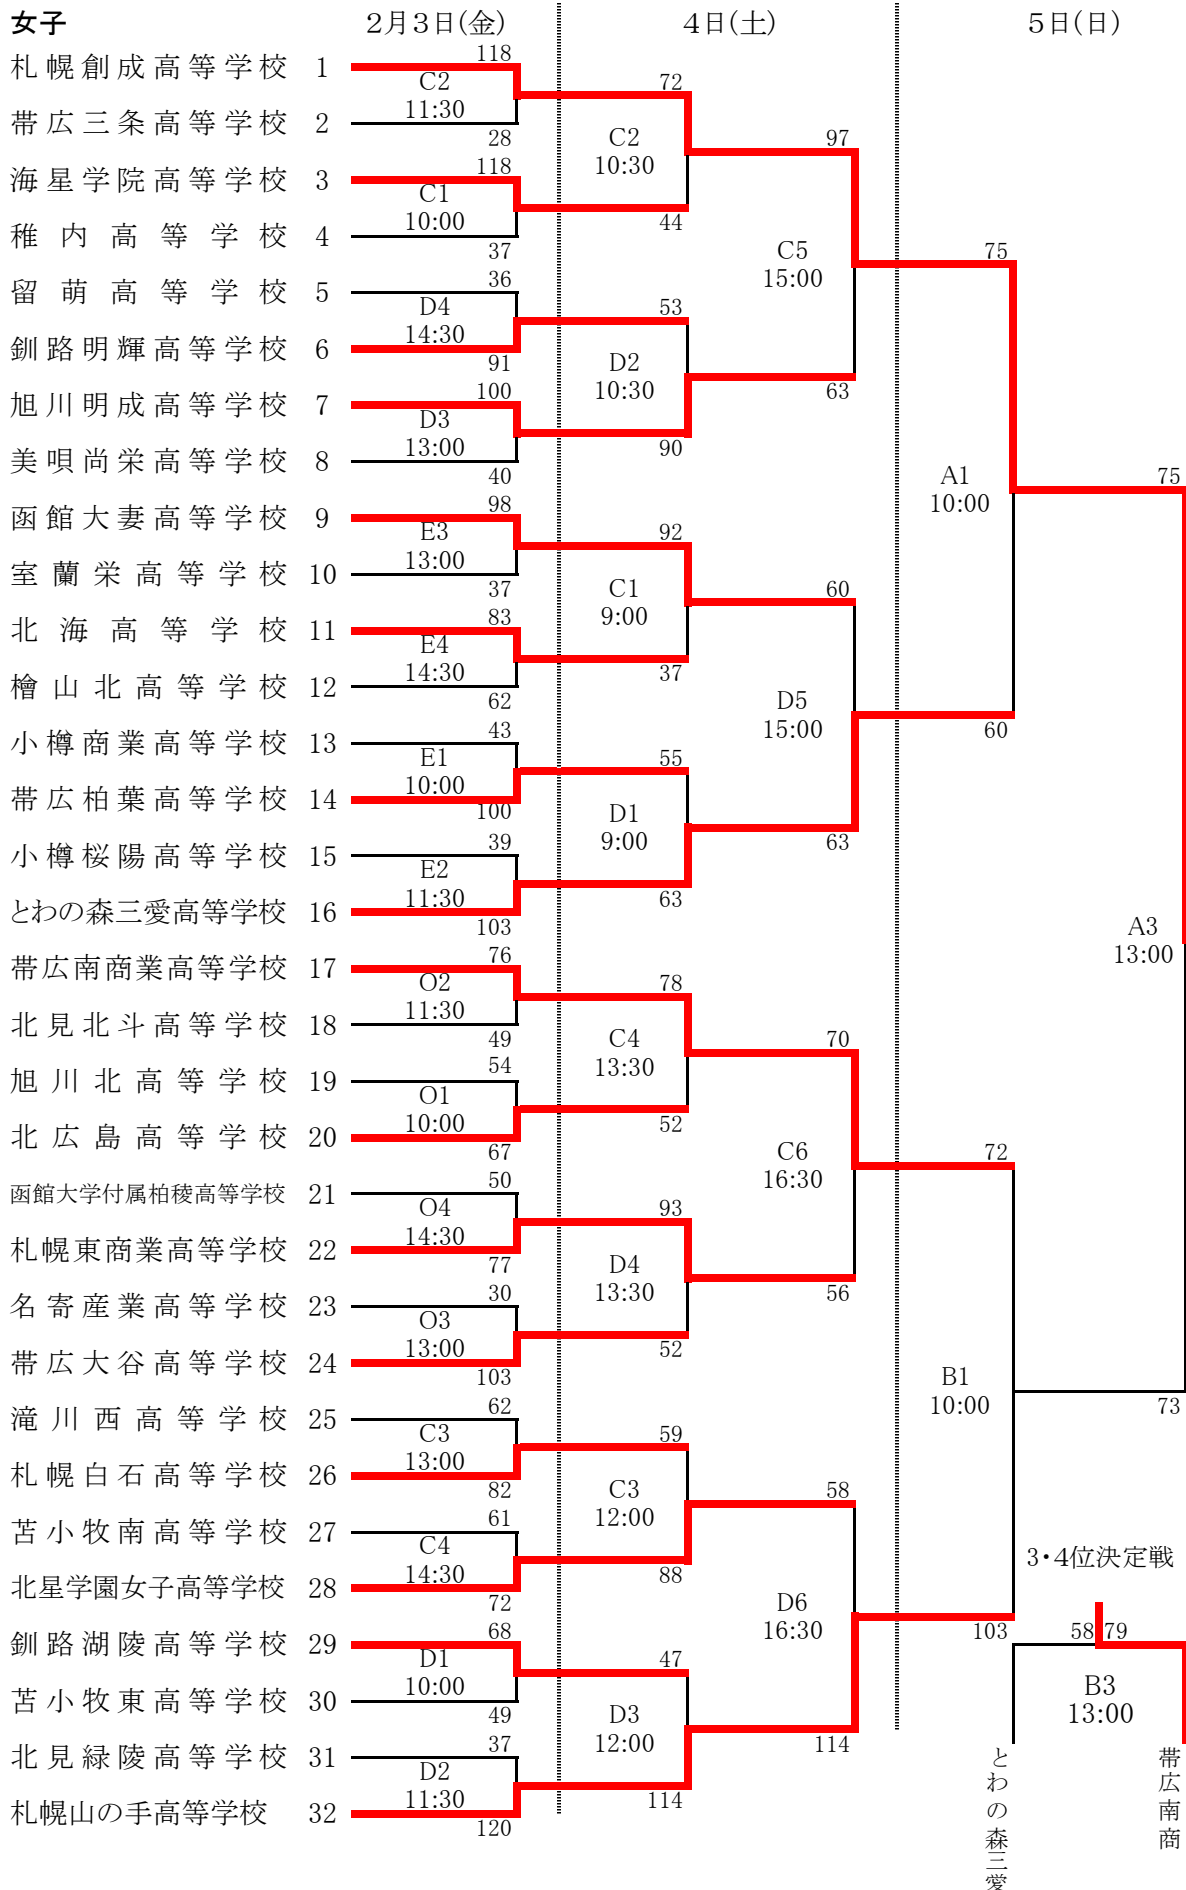 女子 2月3日(金) 4日(土) 5日(日)
118
札幌創成高等学校 1
C2
72
11:30
帯広三条高等学校 2
28
C2
97
10:30
118
海星学院高等学校 3
C1
10:00
44
稚内高等学校 4
37
C5
75
15:00
36
留萌高等学校 5
D4
53
14:30
釧路明輝高等学校 6
91
D2
10:30
63
100
旭川明成高等学校 7
D3
13:00
90
美唄尚栄高等学校 8
40
A1
75
10:00
98
函館大妻高等学校 9
E3
92
13:00
室蘭栄高等学校 10
37
C1
60
9:00
83
北海高等学校 11
E4
14:30
37
檜山北高等学校 12
62
D5
15:00
60
43
小樽商業高等学校 13
E1
55
10:00
帯広柏葉高等学校 14
100
D1
9:00
63
39
小樽桜陽高等学校 15
E2
11:30
63
とわの森三愛高等学校 16
103
A3
13:00
76
帯広南商業高等学校 17
O2
78
11:30
北見北斗高等学校 18
49
C4
70
13:30
54
旭川北高等学校 19
O1
10:00
52
北広島高等学校 20
67
C6
72
16:30
50
函館大学付属柏稜高等学校 21
O4
93
14:30
札幌東商業高等学校 22
77
D4
13:30
56
30
名寄産業高等学校 23
O3
13:00
52
帯広大谷高等学校 24
103
B1
10:00
73
62
滝川西高等学校 25
C3
59
13:00
札幌白石高等学校 26
82
C3
58
12:00
61
苫小牧南高等学校 27
C4
14:30
88
北星学園女子高等学校 28
72
3・4位決定戦
D6
16:30
103
58 79
68
釧路湖陵高等学校 29
D1
47
10:00
苫小牧東高等学校 30
49
D3
12:00
114
B3
13:00
37
北見緑陵高等学校 31
D2
11:30
114
札幌山の手高等学校 32
120
とわの森三愛
帯広南商